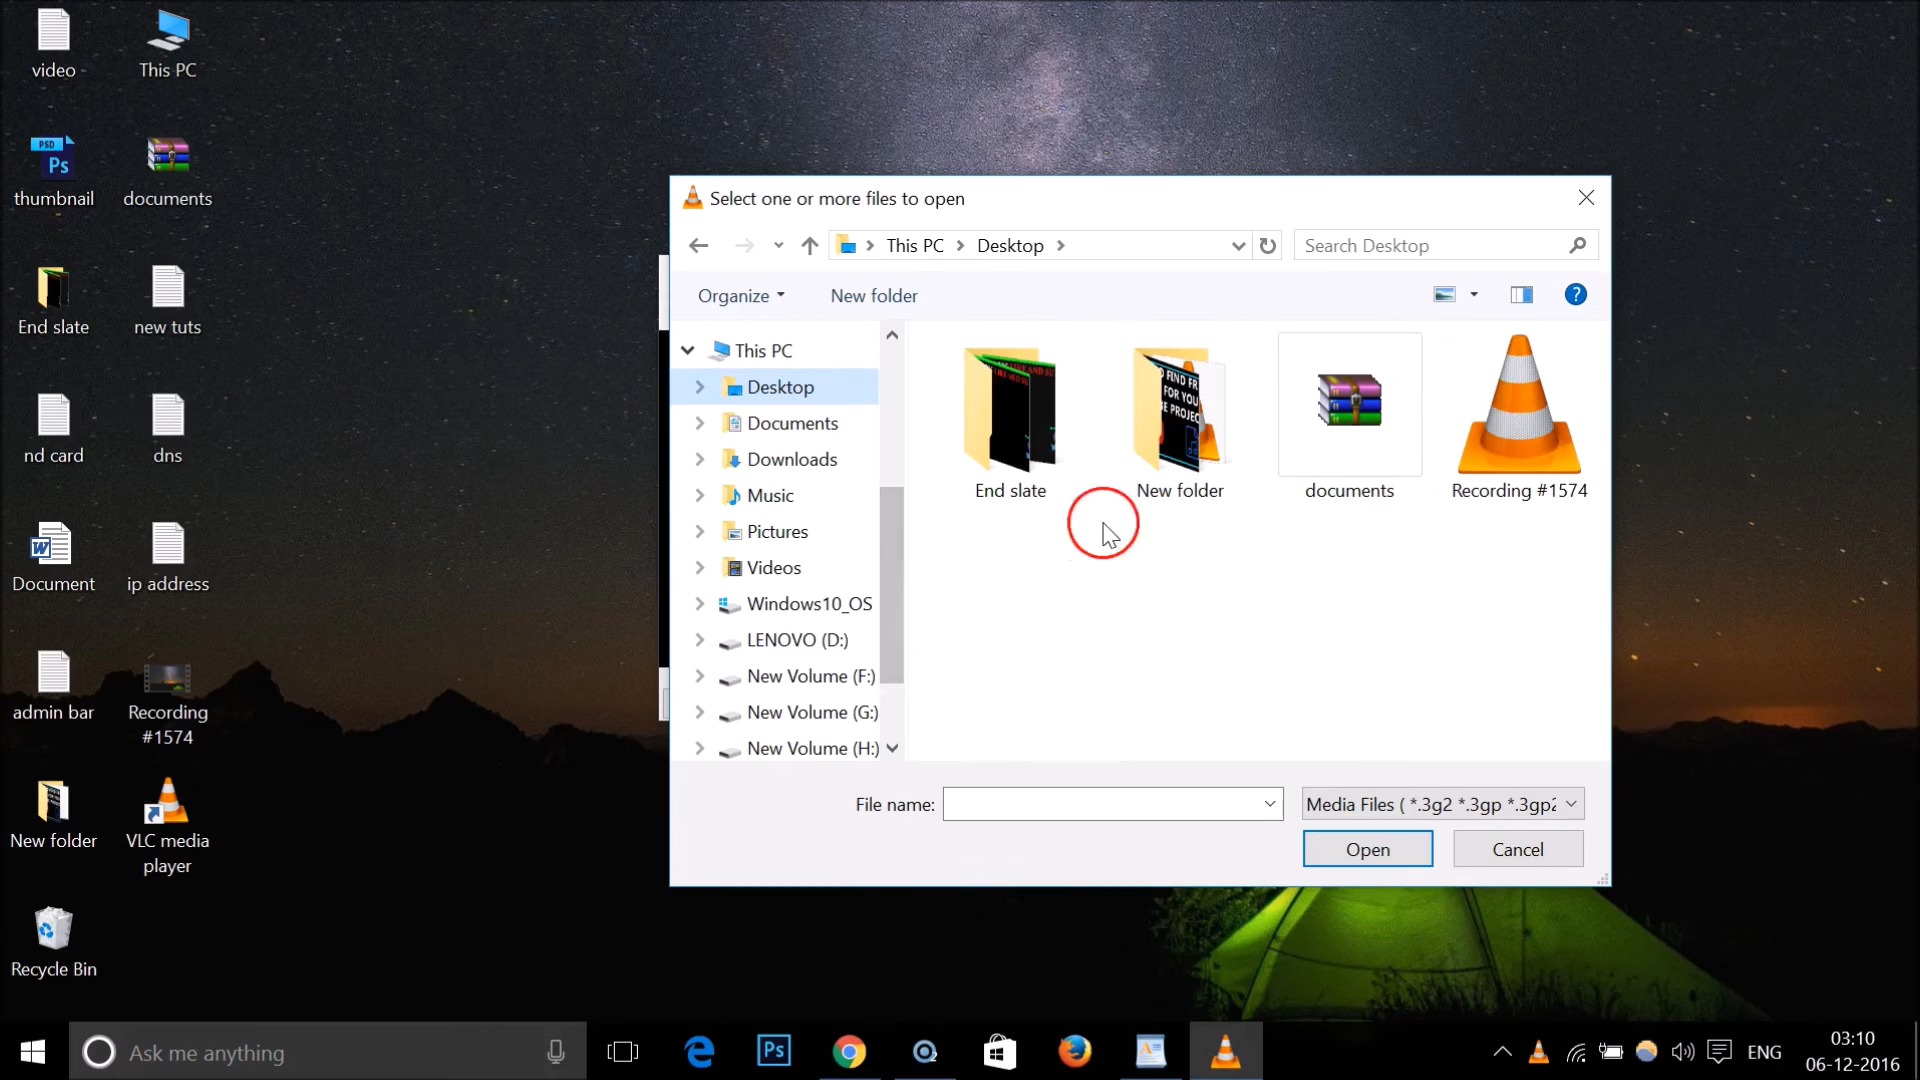 video
This PC
PSD
Ps
thumbnail
documents
End slate
new tuts
nd card
dns
W
Document
ip address
admin bar
Recording
#1574
New folder
VLC media
player
Recycle Bin
Select one or more files to open
This PC
Desktop
Search Desktop
Organize
New folder
?
This PC
Desktop
Documents
Downloads
Music
Pictures
Videos
Windows10_OS
LENOVO (D:)
New Volume (F:)
New Volume (G:)
New Volume (H:)
End slate
New folder
documents
Recording #1574
File name:
Media Files ( *.3g2 *.3gp *.3gp2
Open
Cancel
Ask me anything
Ps
ENG
03:10
06-12-2016